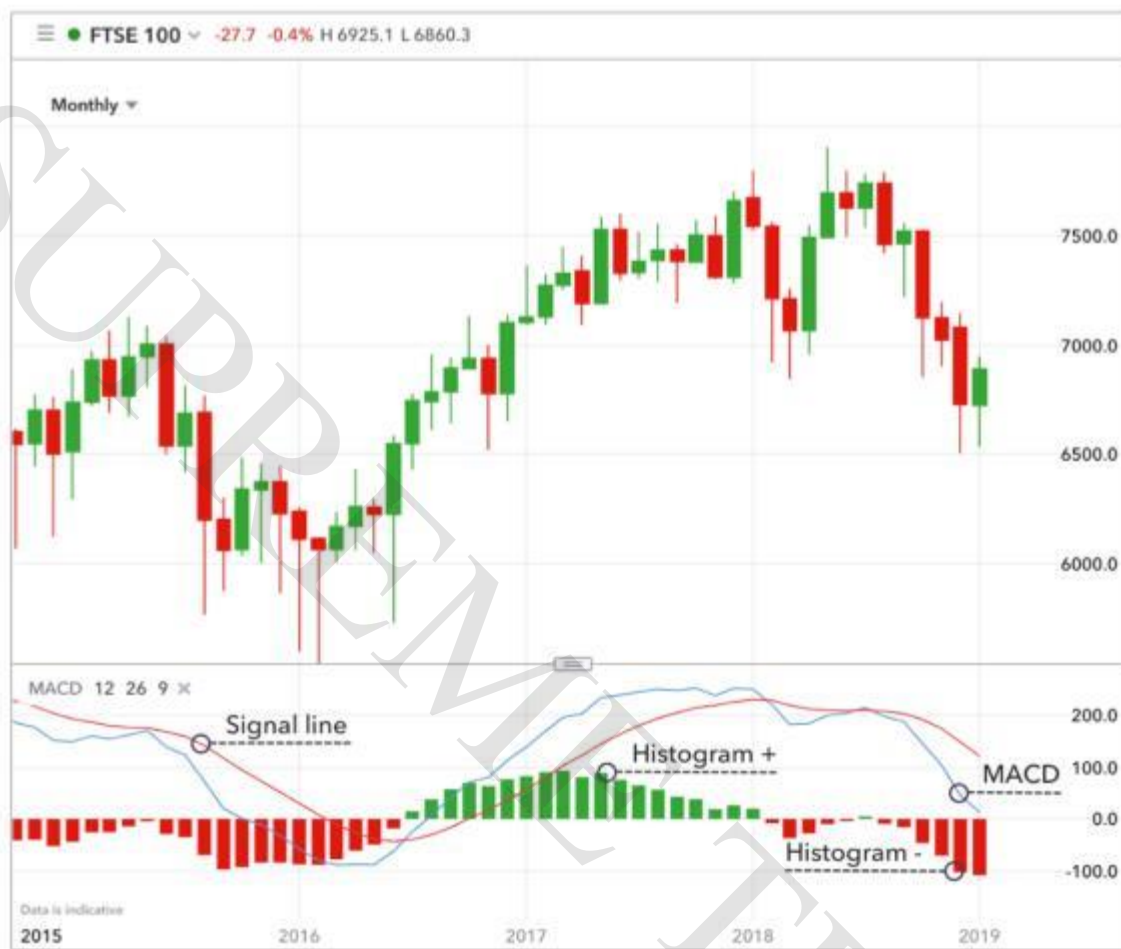 FTSE 100 -27.7 -0.4% H 6925.1 L 6860.3
Monthly
7500.0
7000.0
6500.0
6000.0
MACD 12 26 9
Signal line
200.0
Histogram +
100.0
MACD
0.0
Histogram -
-100.0
Data is indicative
2015 2016 2017 2018 2019
SUPREME